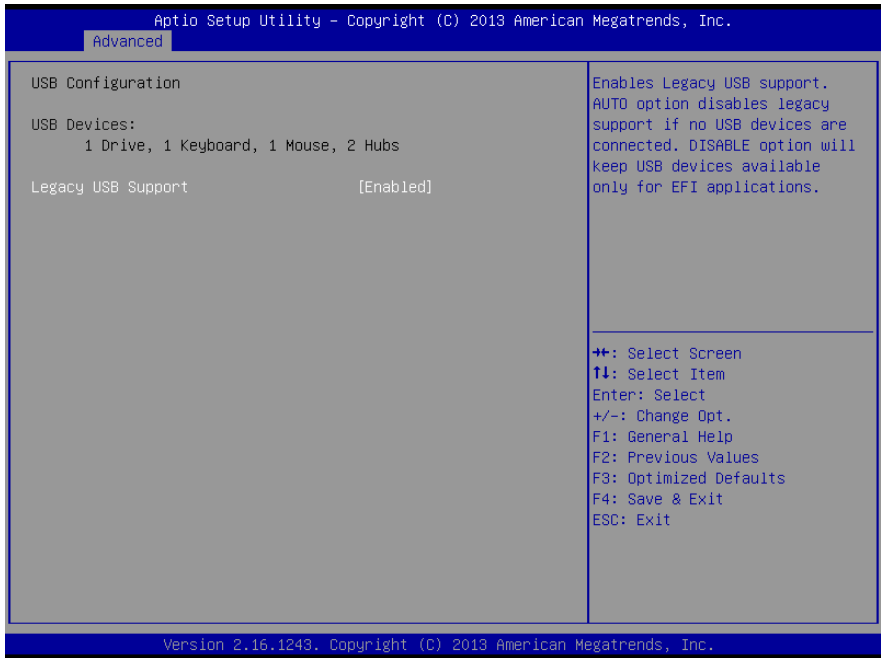 Aptio Setup Utility – Copyright (C) 2013 American Megatrends, Inc.
Advanced
USB Configuration
USB Devices:
1 Drive, 1 Keyboard, 1 Mouse, 2 Hubs
Legacy USB Support [Enabled]
Enables Legacy USB support.
AUTO option disables legacy
support if no USB devices are
connected. DISABLE option will
keep USB devices available
only for EFI applications.
→←: Select Screen
↑↓: Select Item
Enter: Select
+/-: Change Opt.
F1: General Help
F2: Previous Values
F3: Optimized Defaults
F4: Save & Exit
ESC: Exit
Version 2.16.1243. Copyright (C) 2013 American Megatrends, Inc.